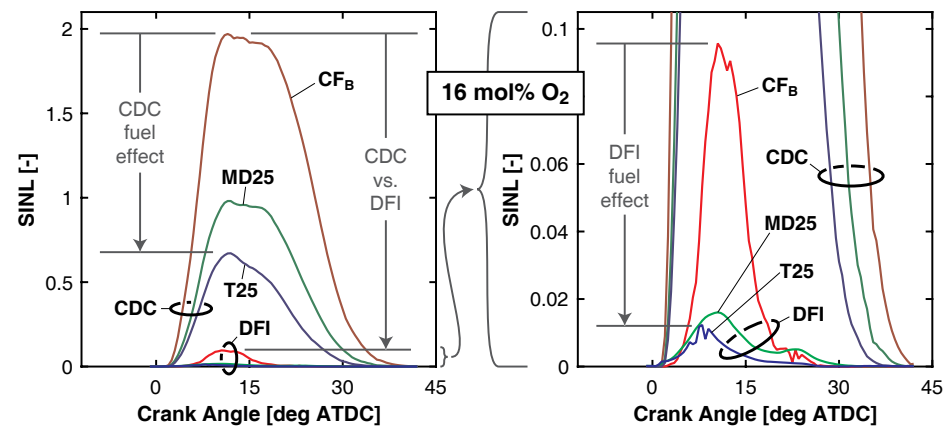 2
1.5
1
0.5
0
0
15
30
45
SINL [-]
Crank Angle [deg ATDC]
CDC
fuel
effect
CF_B
MD25
T25
CDC
DFI
CDC
vs.
DFI
16 mol% O₂
0.1
0.08
0.06
0.04
0.02
0
0
15
30
45
SINL [-]
Crank Angle [deg ATDC]
DFI
fuel
effect
CF_B
CDC
MD25
T25
DFI